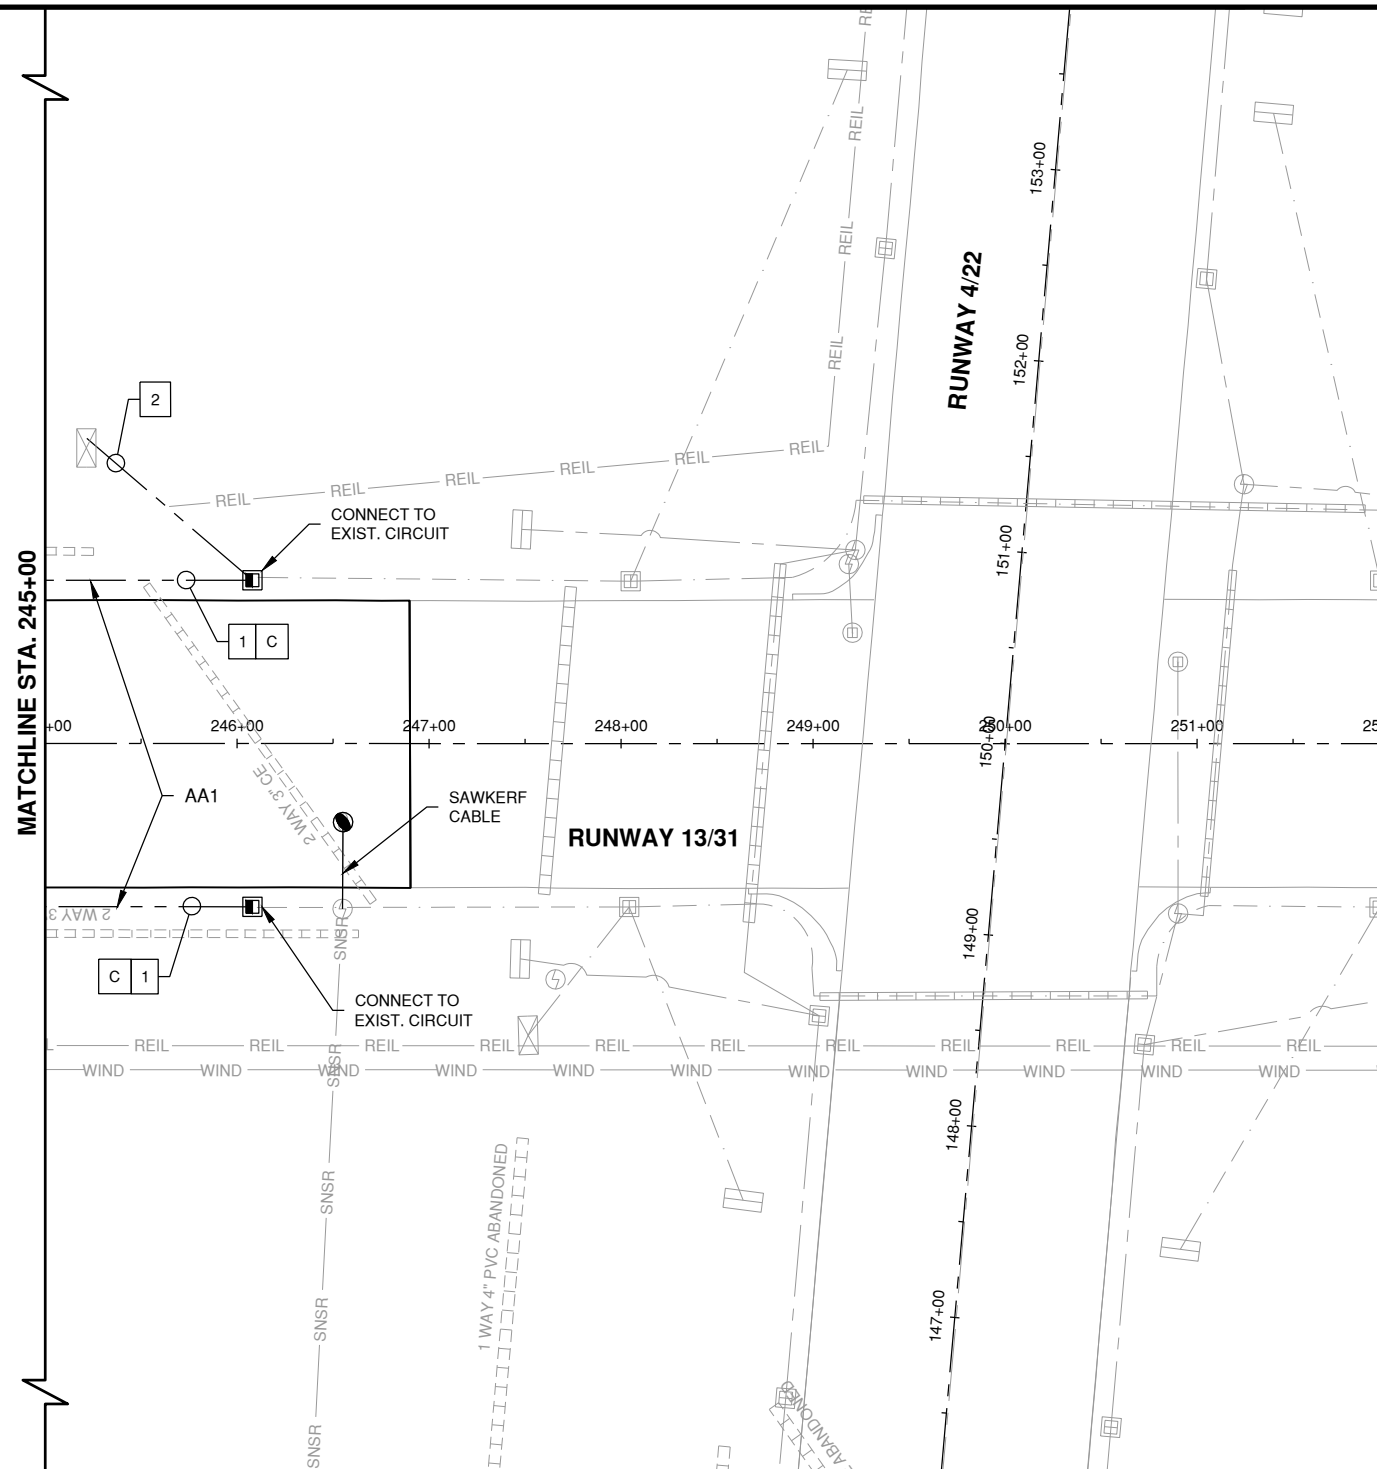 REIL
REIL
153+00
REIL
RUNWAY 4/22
REIL
152+00
2
REIL
REIL
REIL
REIL
REIL
REIL
CONNECT TO
EXIST. CIRCUIT
151+00
MATCHLINE STA. 245+00
1 C
+00
246+00
247+00
248+00
249+00
250+00
251+00
25
150+00
2 WAY 3" CE
AA1
SAWKERF
CABLE
RUNWAY 13/31
2 WAY 3"
SNSR
149+00
C 1
CONNECT TO
EXIST. CIRCUIT
L
REIL
REIL
REIL
REIL
REIL
REIL
REIL
REIL
REIL
REIL
REIL
SNSR
WIND
WIND
WIND
WIND
WIND
WIND
WIND
WIND
WIND
WIND
WIND
148+00
SNSR
1 WAY 4" PVC ABANDONED
SNSR
147+00
ABANDONED
SNSR